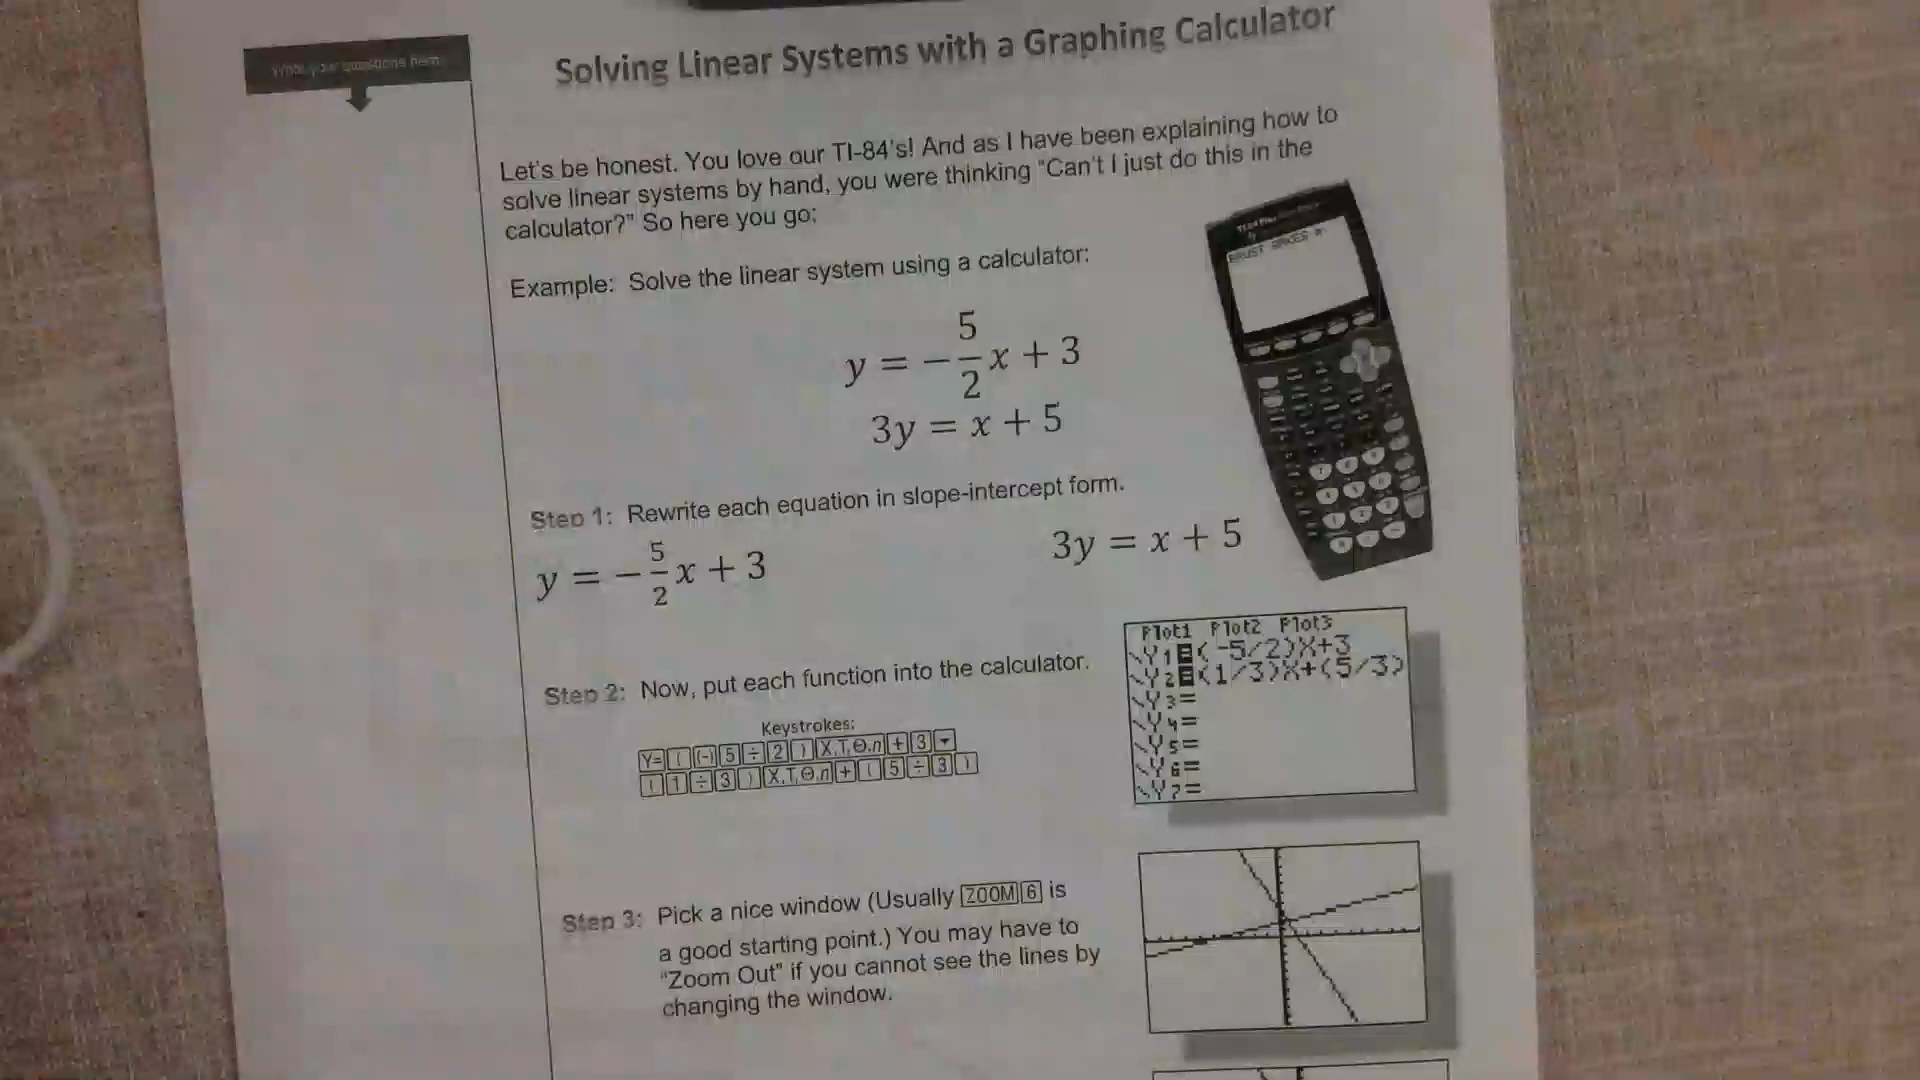 Write your questions here!
Solving Linear Systems with a Graphing Calculator
Let's be honest. You love our TI-84's! And as I have been explaining how to
solve linear systems by hand, you were thinking "Can't I just do this in the
calculator?" So here you go:
Example: Solve the linear system using a calculator:
y = −5/2x + 3
3y = x + 5
Step 1: Rewrite each equation in slope-intercept form.
y = −5/2x + 3
3y = x + 5
Plot1 Plot2 Plot3
\Y1=(-5/2)X+3
\Y2=(1/3)X+(5/3)
\Y3=
\Y4=
\Y5=
\Y6=
\Y7=
Step 2: Now, put each function into the calculator.
Keystrokes:
Y= ( (-) 5 ÷ 2 ) X,T,Θ,n + 3 ▼
( 1 ÷ 3 ) X,T,Θ,n + ( 5 ÷ 3 )
Step 3: Pick a nice window (Usually ZOOM 6 is
a good starting point.) You may have to
"Zoom Out" if you cannot see the lines by
changing the window.